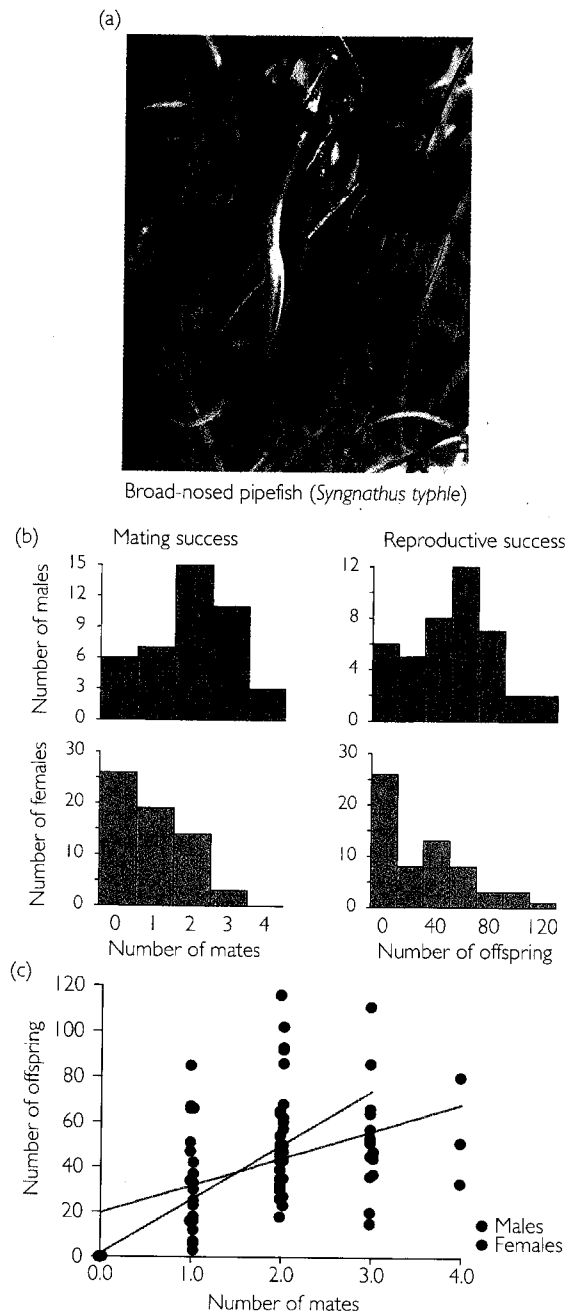 (a)
Broad-nosed pipefish (Syngnathus typhle)
(b)
Mating success
Reproductive success
Number of males
15
12
9
6
3
0
12
8
4
0
Number of females
30
20
10
0
0 1 2 3 4
Number of mates
30
20
10
0
0 40 80 120
Number of offspring
(c)
Number of offspring
120
100
80
60
40
20
0
0.0 1.0 2.0 3.0 4.0
Number of mates
Males
Females